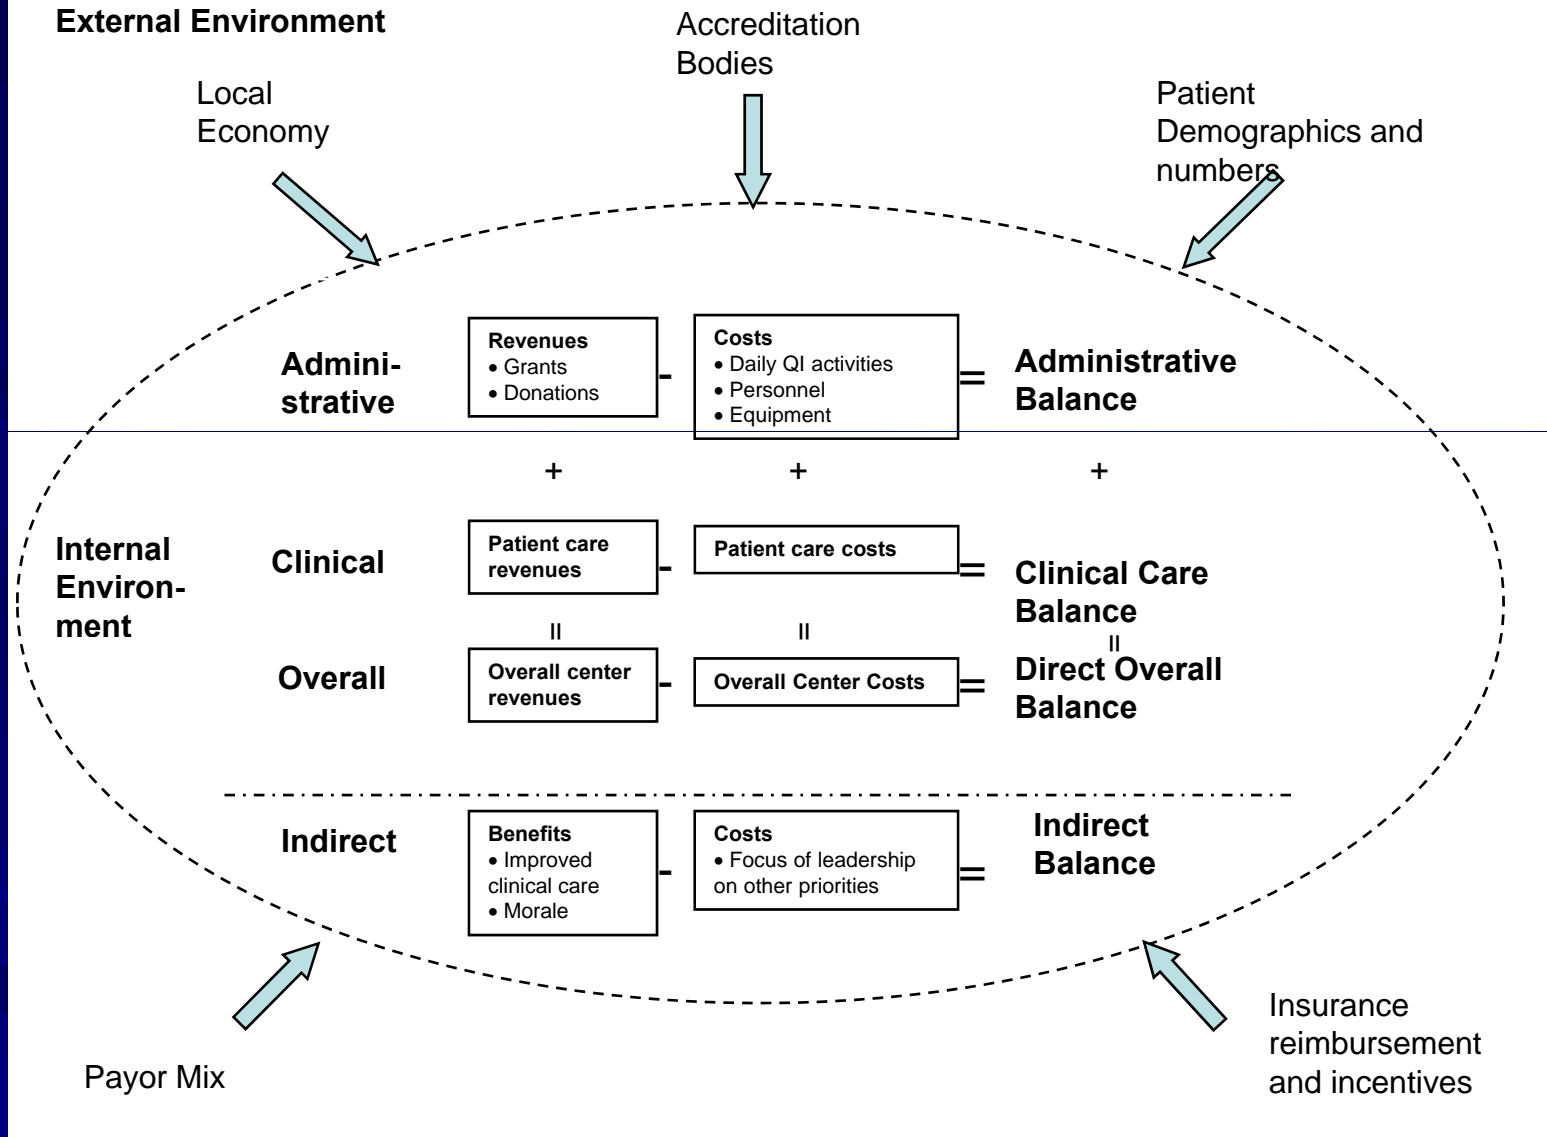 External Environment
Accreditation
Bodies
Local
Economy
Patient
Demographics and
numbers
Admini-
strative
Revenues
• Grants
• Donations
-
Costs
• Daily QI activities
• Personnel
• Equipment
=
Administrative
Balance
+ + +
Internal
Environ-
ment
Clinical
Patient care
revenues
-
Patient care costs
=
Clinical Care
Balance
= = =
Overall
Overall center
revenues
-
Overall Center Costs
=
Direct Overall
Balance
Indirect
Benefits
• Improved
clinical care
• Morale
-
Costs
• Focus of leadership
on other priorities
=
Indirect
Balance
Payor Mix
Insurance
reimbursement
and incentives